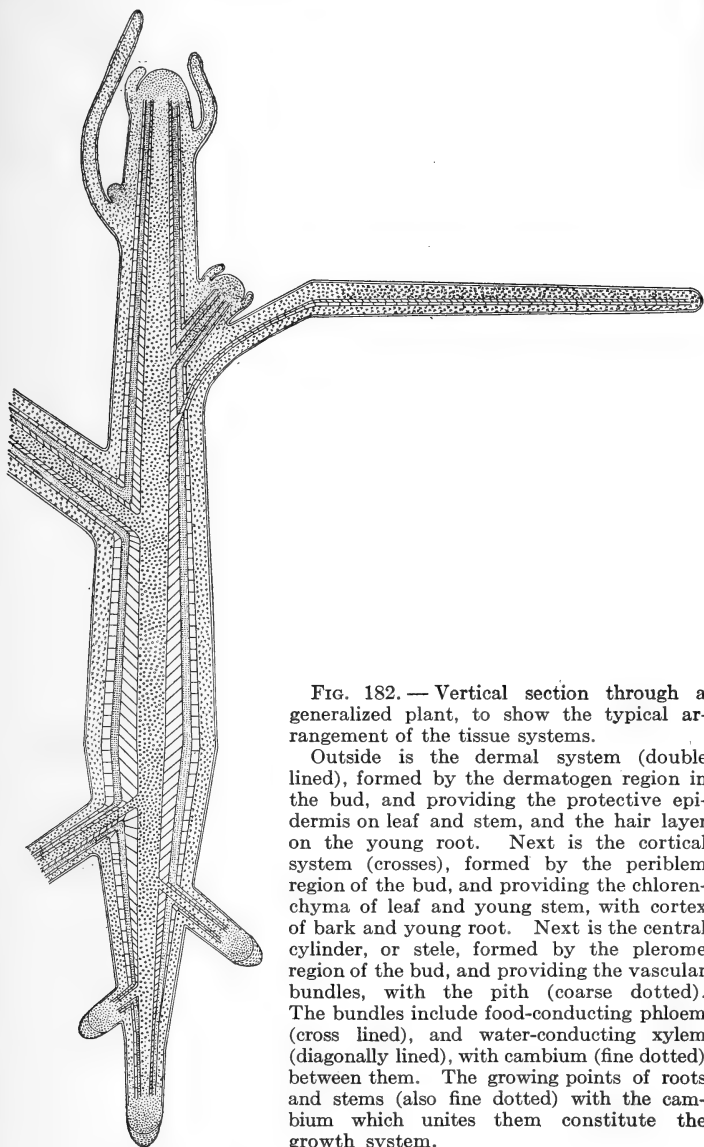 FIG. 182. — Vertical section through a
generalized plant, to show the typical ar-
rangement of the tissue systems.
Outside is the dermal system (double
lined), formed by the dermatogen region in
the bud, and providing the protective epi-
dermis on leaf and stem, and the hair layer
on the young root. Next is the cortical
system (crosses), formed by the periblem
region of the bud, and providing the chloren-
chyma of leaf and young stem, with cortex
of bark and young root. Next is the central
cylinder, or stele, formed by the plerome
region of the bud, and providing the vascular
bundles, with the pith (coarse dotted).
The bundles include food-conducting phloem
(cross lined), and water-conducting xylem
(diagonally lined), with cambium (fine dotted)
between them. The growing points of roots
and stems (also fine dotted) with the cam-
bium which unites them constitute the
growth system.